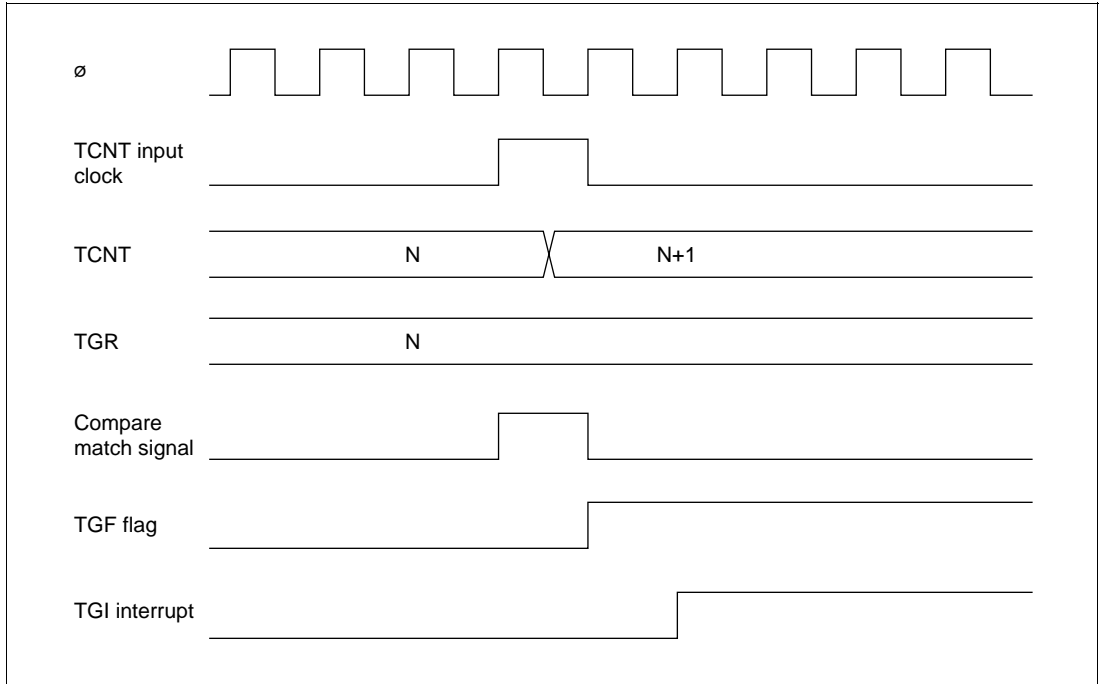 ø
TCNT input
clock
TCNT
N
N+1
TGR
N
Compare
match signal
TGF flag
TGI interrupt